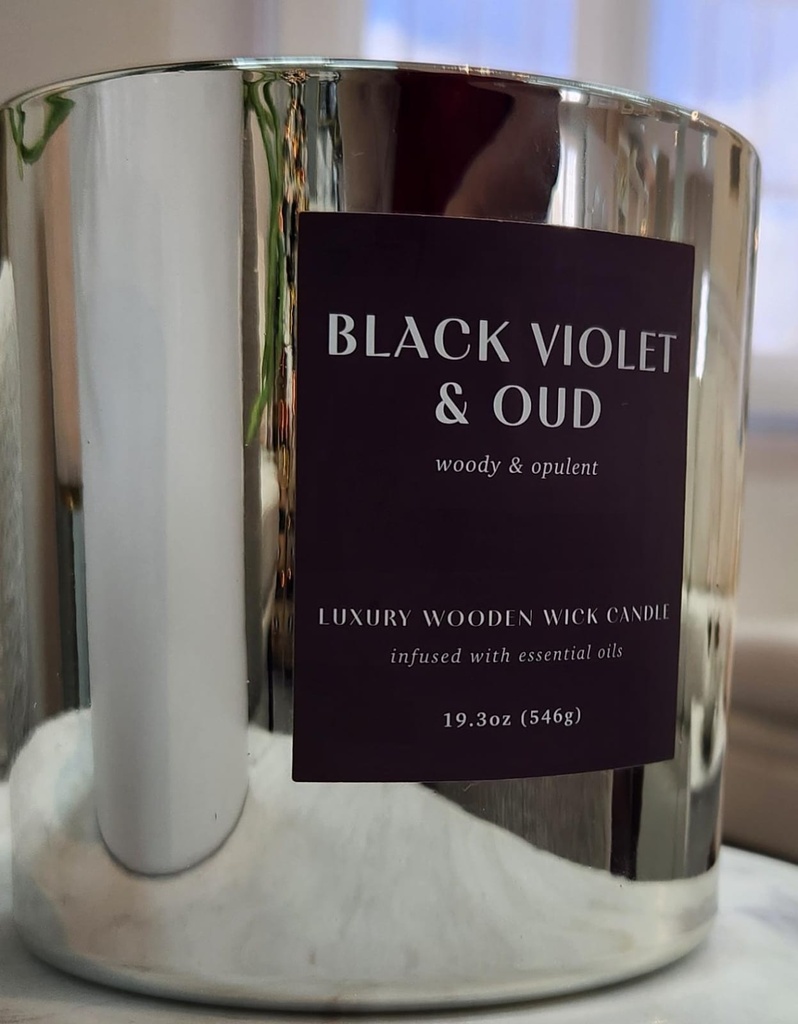 BLACK VIOLET
& OUD
woody & opulent
LUXURY WOODEN WICK CANDLE
infused with essential oils
19.3oz (546g)